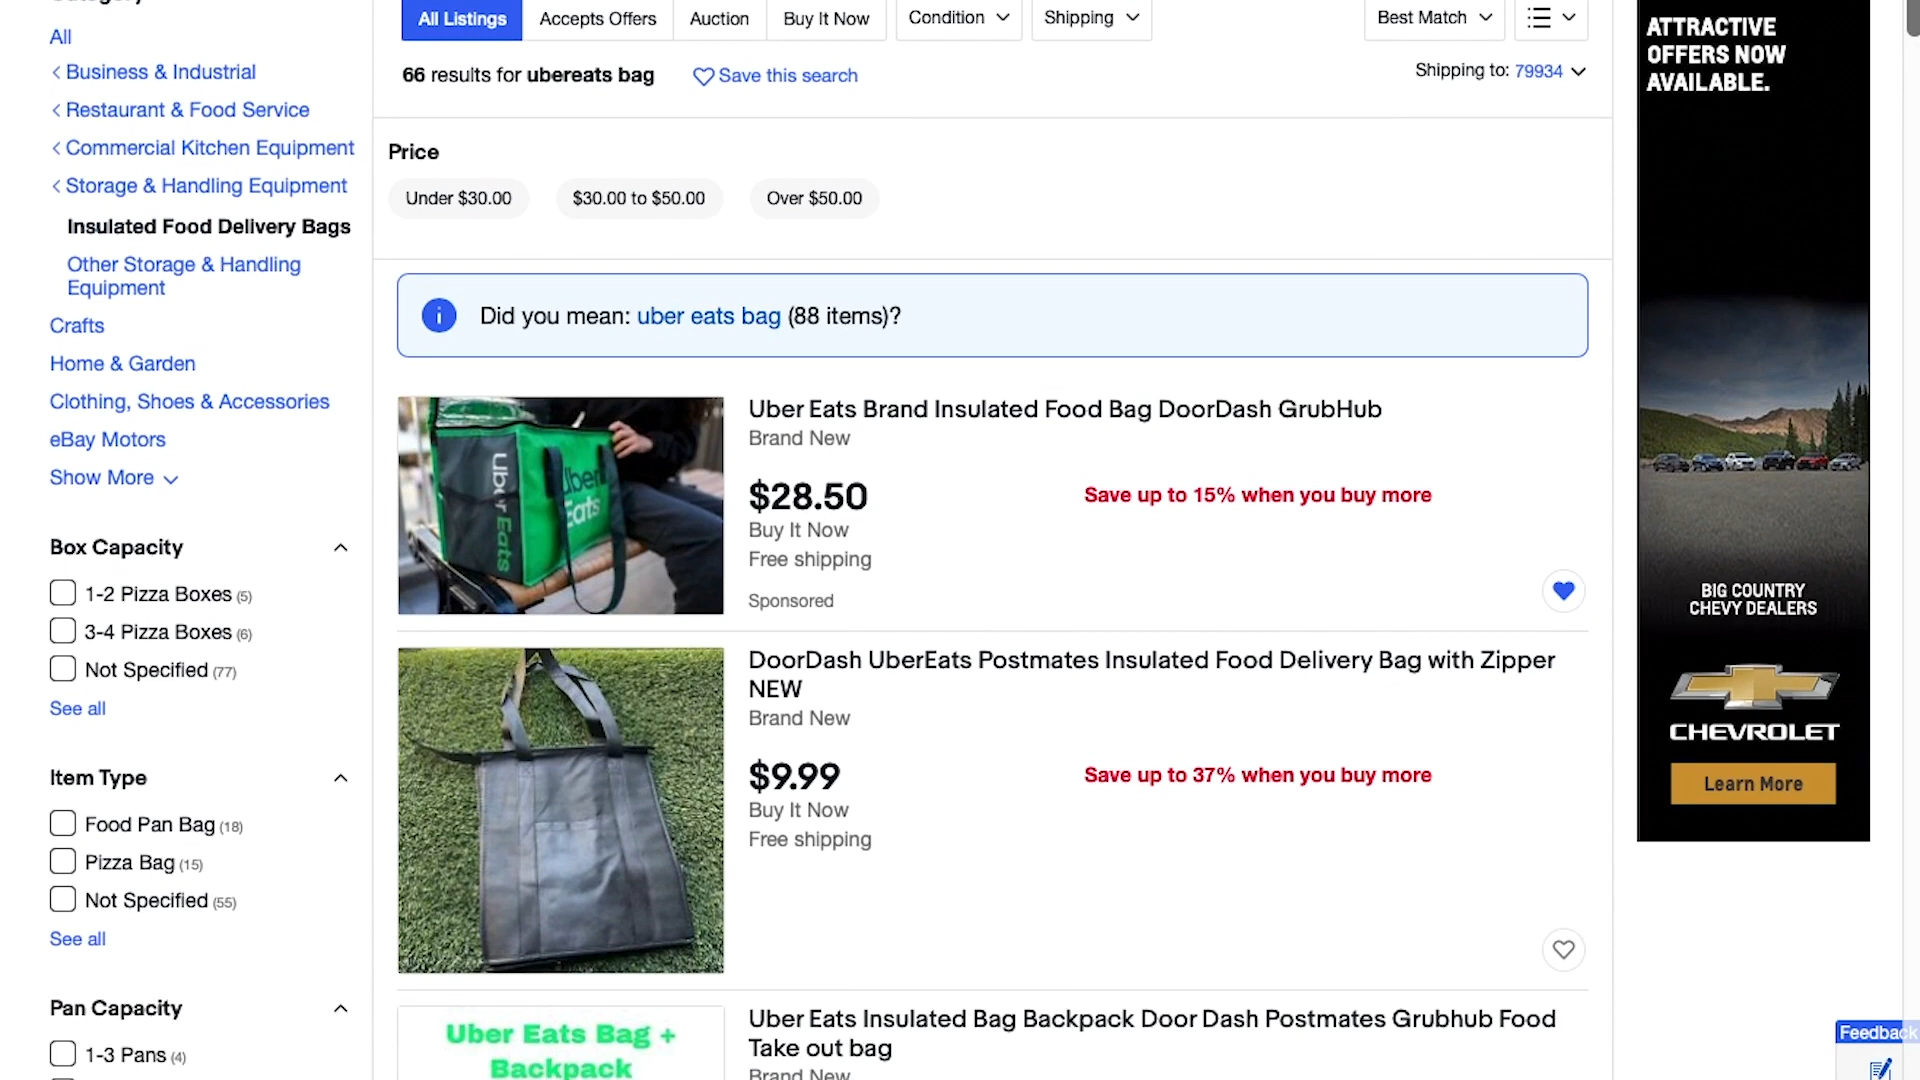 All
Business & Industrial
Restaurant & Food Service
Commercial Kitchen Equipment
Storage & Handling Equipment
Insulated Food Delivery Bags
Other Storage & Handling
Equipment
Crafts
Home & Garden
Clothing, Shoes & Accessories
eBay Motors
Show More
Box Capacity
1-2 Pizza Boxes (5)
3-4 Pizza Boxes (6)
Not Specified (77)
See all
Item Type
Food Pan Bag (18)
Pizza Bag (15)
Not Specified (55)
See all
Pan Capacity
1-3 Pans (4)
All Listings
Accepts Offers
Auction
Buy It Now
Condition
Shipping
Best Match
66 results for ubereats bag
Save this search
Shipping to: 79934
Price
Under $30.00
$30.00 to $50.00
Over $50.00
Did you mean: uber eats bag (88 items)?
Uber Eats
Uber
Eats
Uber Eats Brand Insulated Food Bag DoorDash GrubHub
Brand New
$28.50
Save up to 15% when you buy more
Buy It Now
Free shipping
Sponsored
DoorDash UberEats Postmates Insulated Food Delivery Bag with Zipper
NEW
Brand New
$9.99
Save up to 37% when you buy more
Buy It Now
Free shipping
Uber Eats Bag +
Backpack
Uber Eats Insulated Bag Backpack Door Dash Postmates Grubhub Food
Take out bag
Brand New
ATTRACTIVE
OFFERS NOW
AVAILABLE.
BIG COUNTRY
CHEVY DEALERS
CHEVROLET
Learn More
Feedback